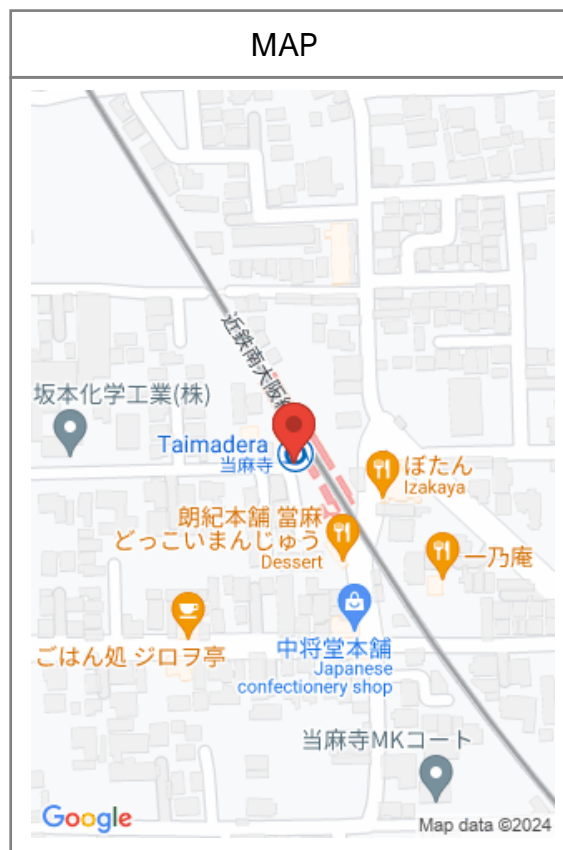 MAP
近鉄南大阪線
坂本化学工業(株)
Taimadera
当麻寺
ぼたん
Izakaya
朗紀本舗 當麻
どっこいまんじゅう
Dessert
一乃庵
ごはん処 ジロヲ亭
中将堂本舗
Japanese
confectionery shop
当麻寺MKコート
Google
Map data ©2024